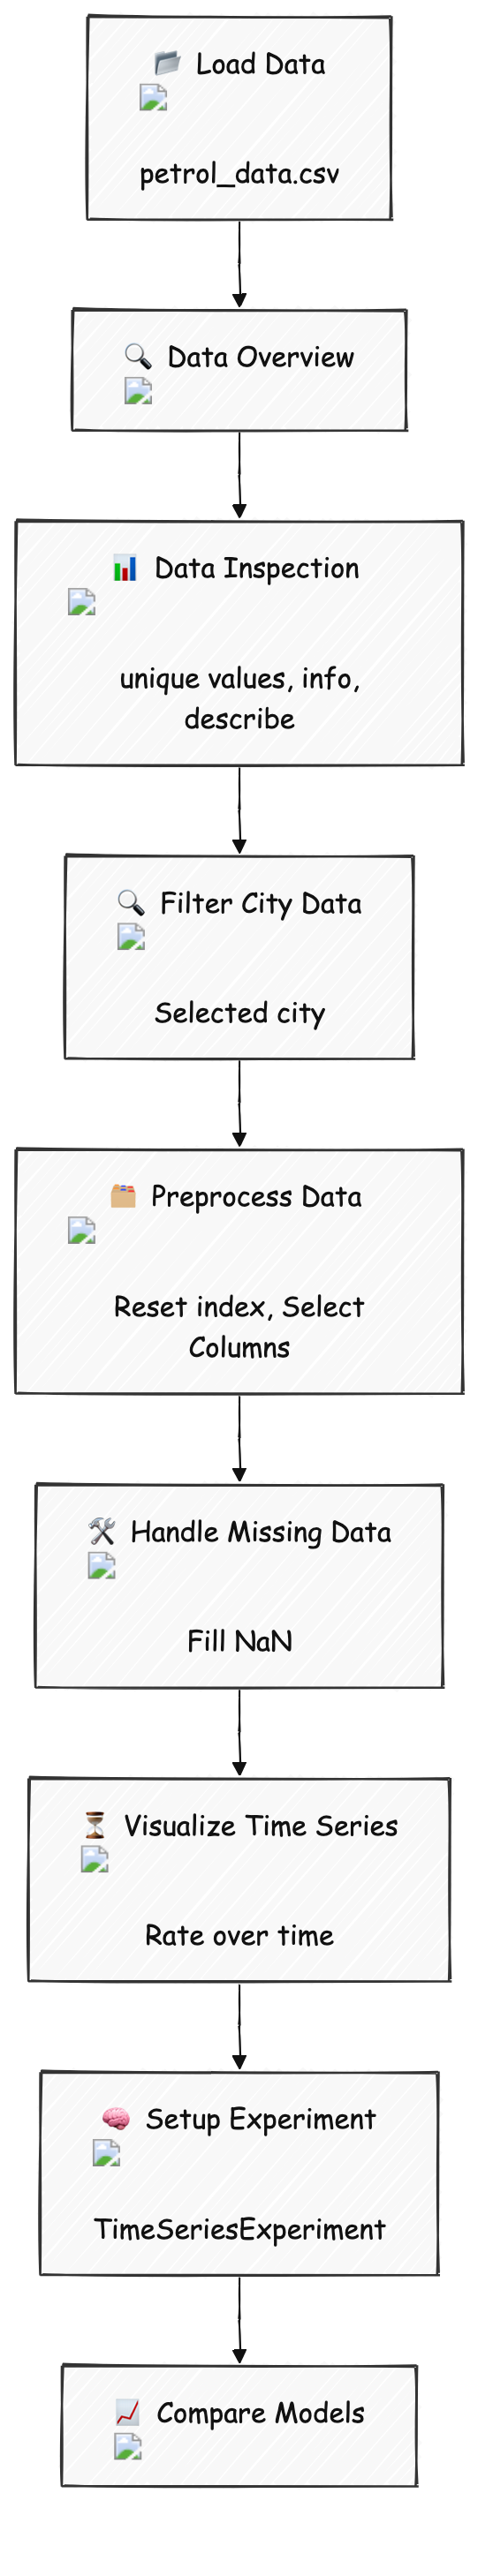 Load Data
petrol_data.csv
Data Overview
Data Inspection
unique values, info,
describe
Filter City Data
Selected city
Preprocess Data
Reset index, Select
Columns
Handle Missing Data
Fill NaN
Visualize Time Series
Rate over time
Setup Experiment
TimeSeriesExperiment
Compare Models